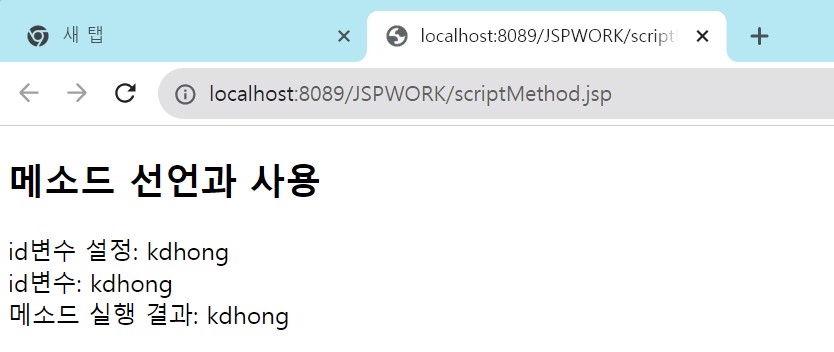 새 탭
localhost:8089/JSPWORK/script
localhost:8089/JSPWORK/scriptMethod.jsp
메소드 선언과 사용
id변수 설정: kdhong
id변수: kdhong
메소드 실행 결과: kdhong